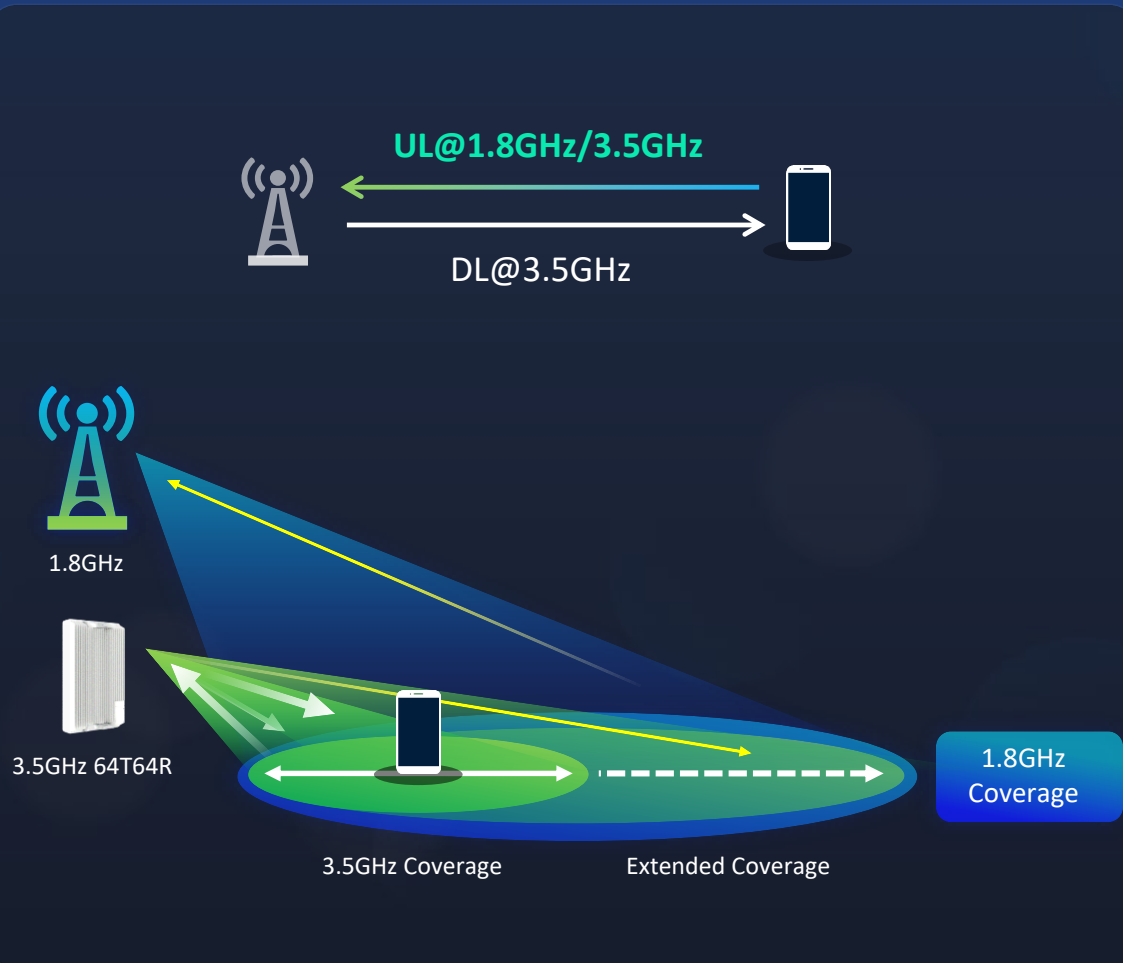 UL@1.8GHz/3.5GHz
DL@3.5GHz
1.8GHz
3.5GHz 64T64R
1.8GHz
Coverage
3.5GHz Coverage
Extended Coverage